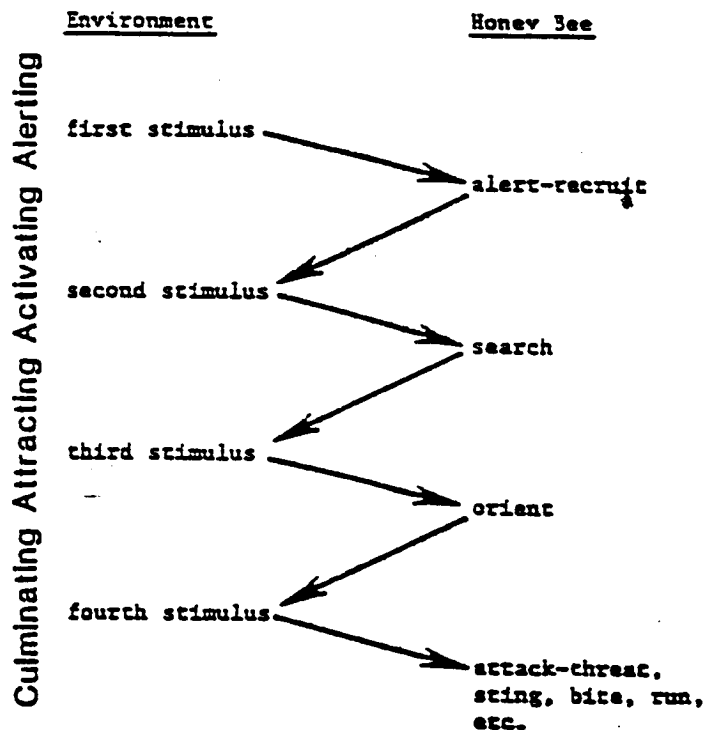 Environment
Honey Bee
Culminating Attracting Activating Alerting
first stimulus
alert-recruit
second stimulus
search
third stimulus
orient
fourth stimulus
attack-threat,
sting, bite, run,
etc.